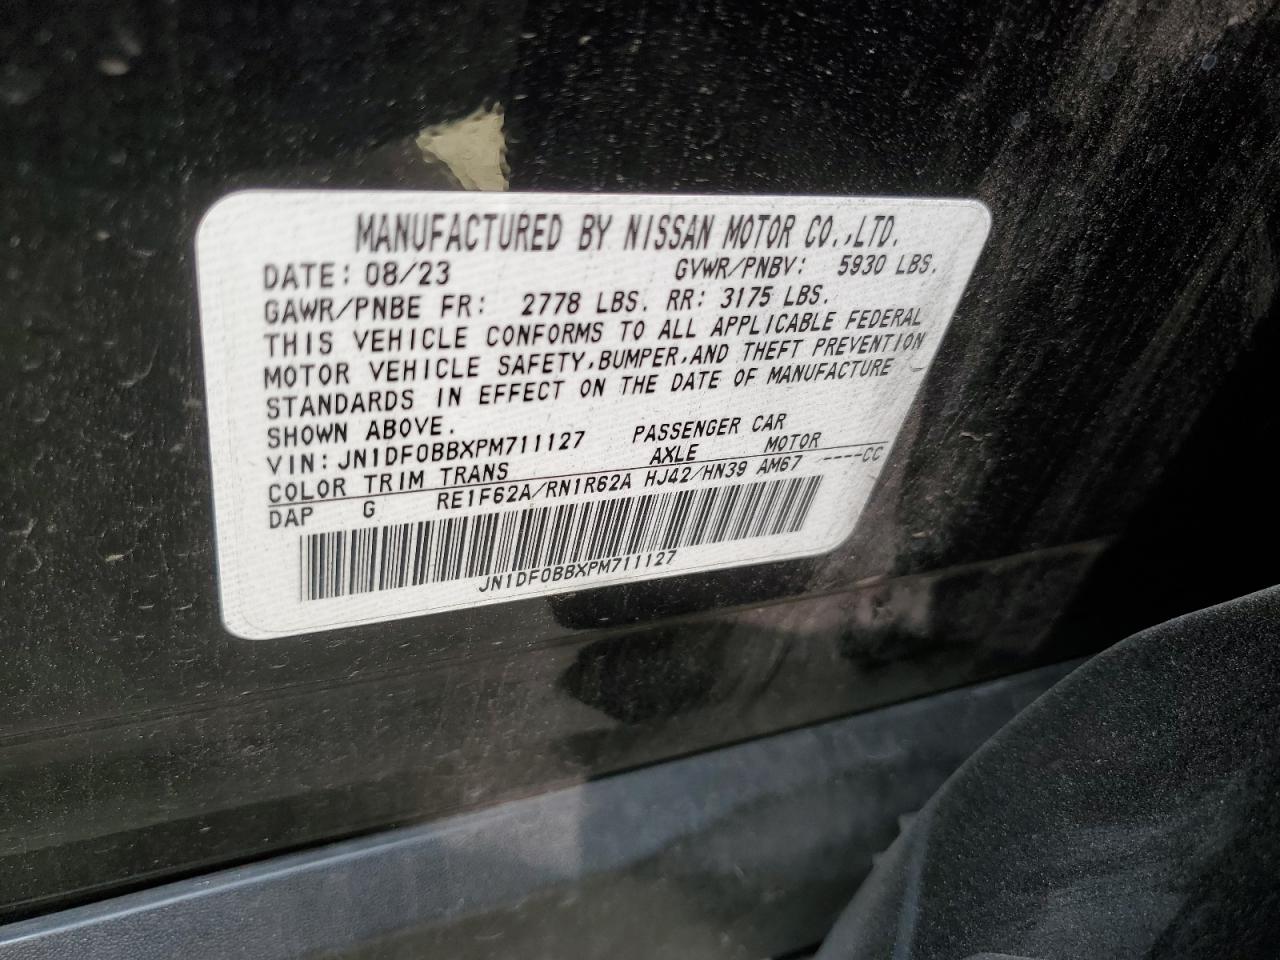 MANUFACTURED BY NISSAN MOTOR CO.,LTD.
DATE: 08/23 GVWR/PNBV: 5930 LBS.
GAWR/PNBE FR: 2778 LBS. RR: 3175 LBS.
THIS VEHICLE CONFORMS TO ALL APPLICABLE FEDERAL
MOTOR VEHICLE SAFETY,BUMPER,AND THEFT PREVENTION
STANDARDS IN EFFECT ON THE DATE OF MANUFACTURE
SHOWN ABOVE.
VIN: JN1DF0BBXPM711127 PASSENGER CAR
COLOR TRIM TRANS AXLE MOTOR
DAP G RE1F62A/RN1R62A HJ42/HN39 AM67 ----CC
JN1DF0BBXPM711127